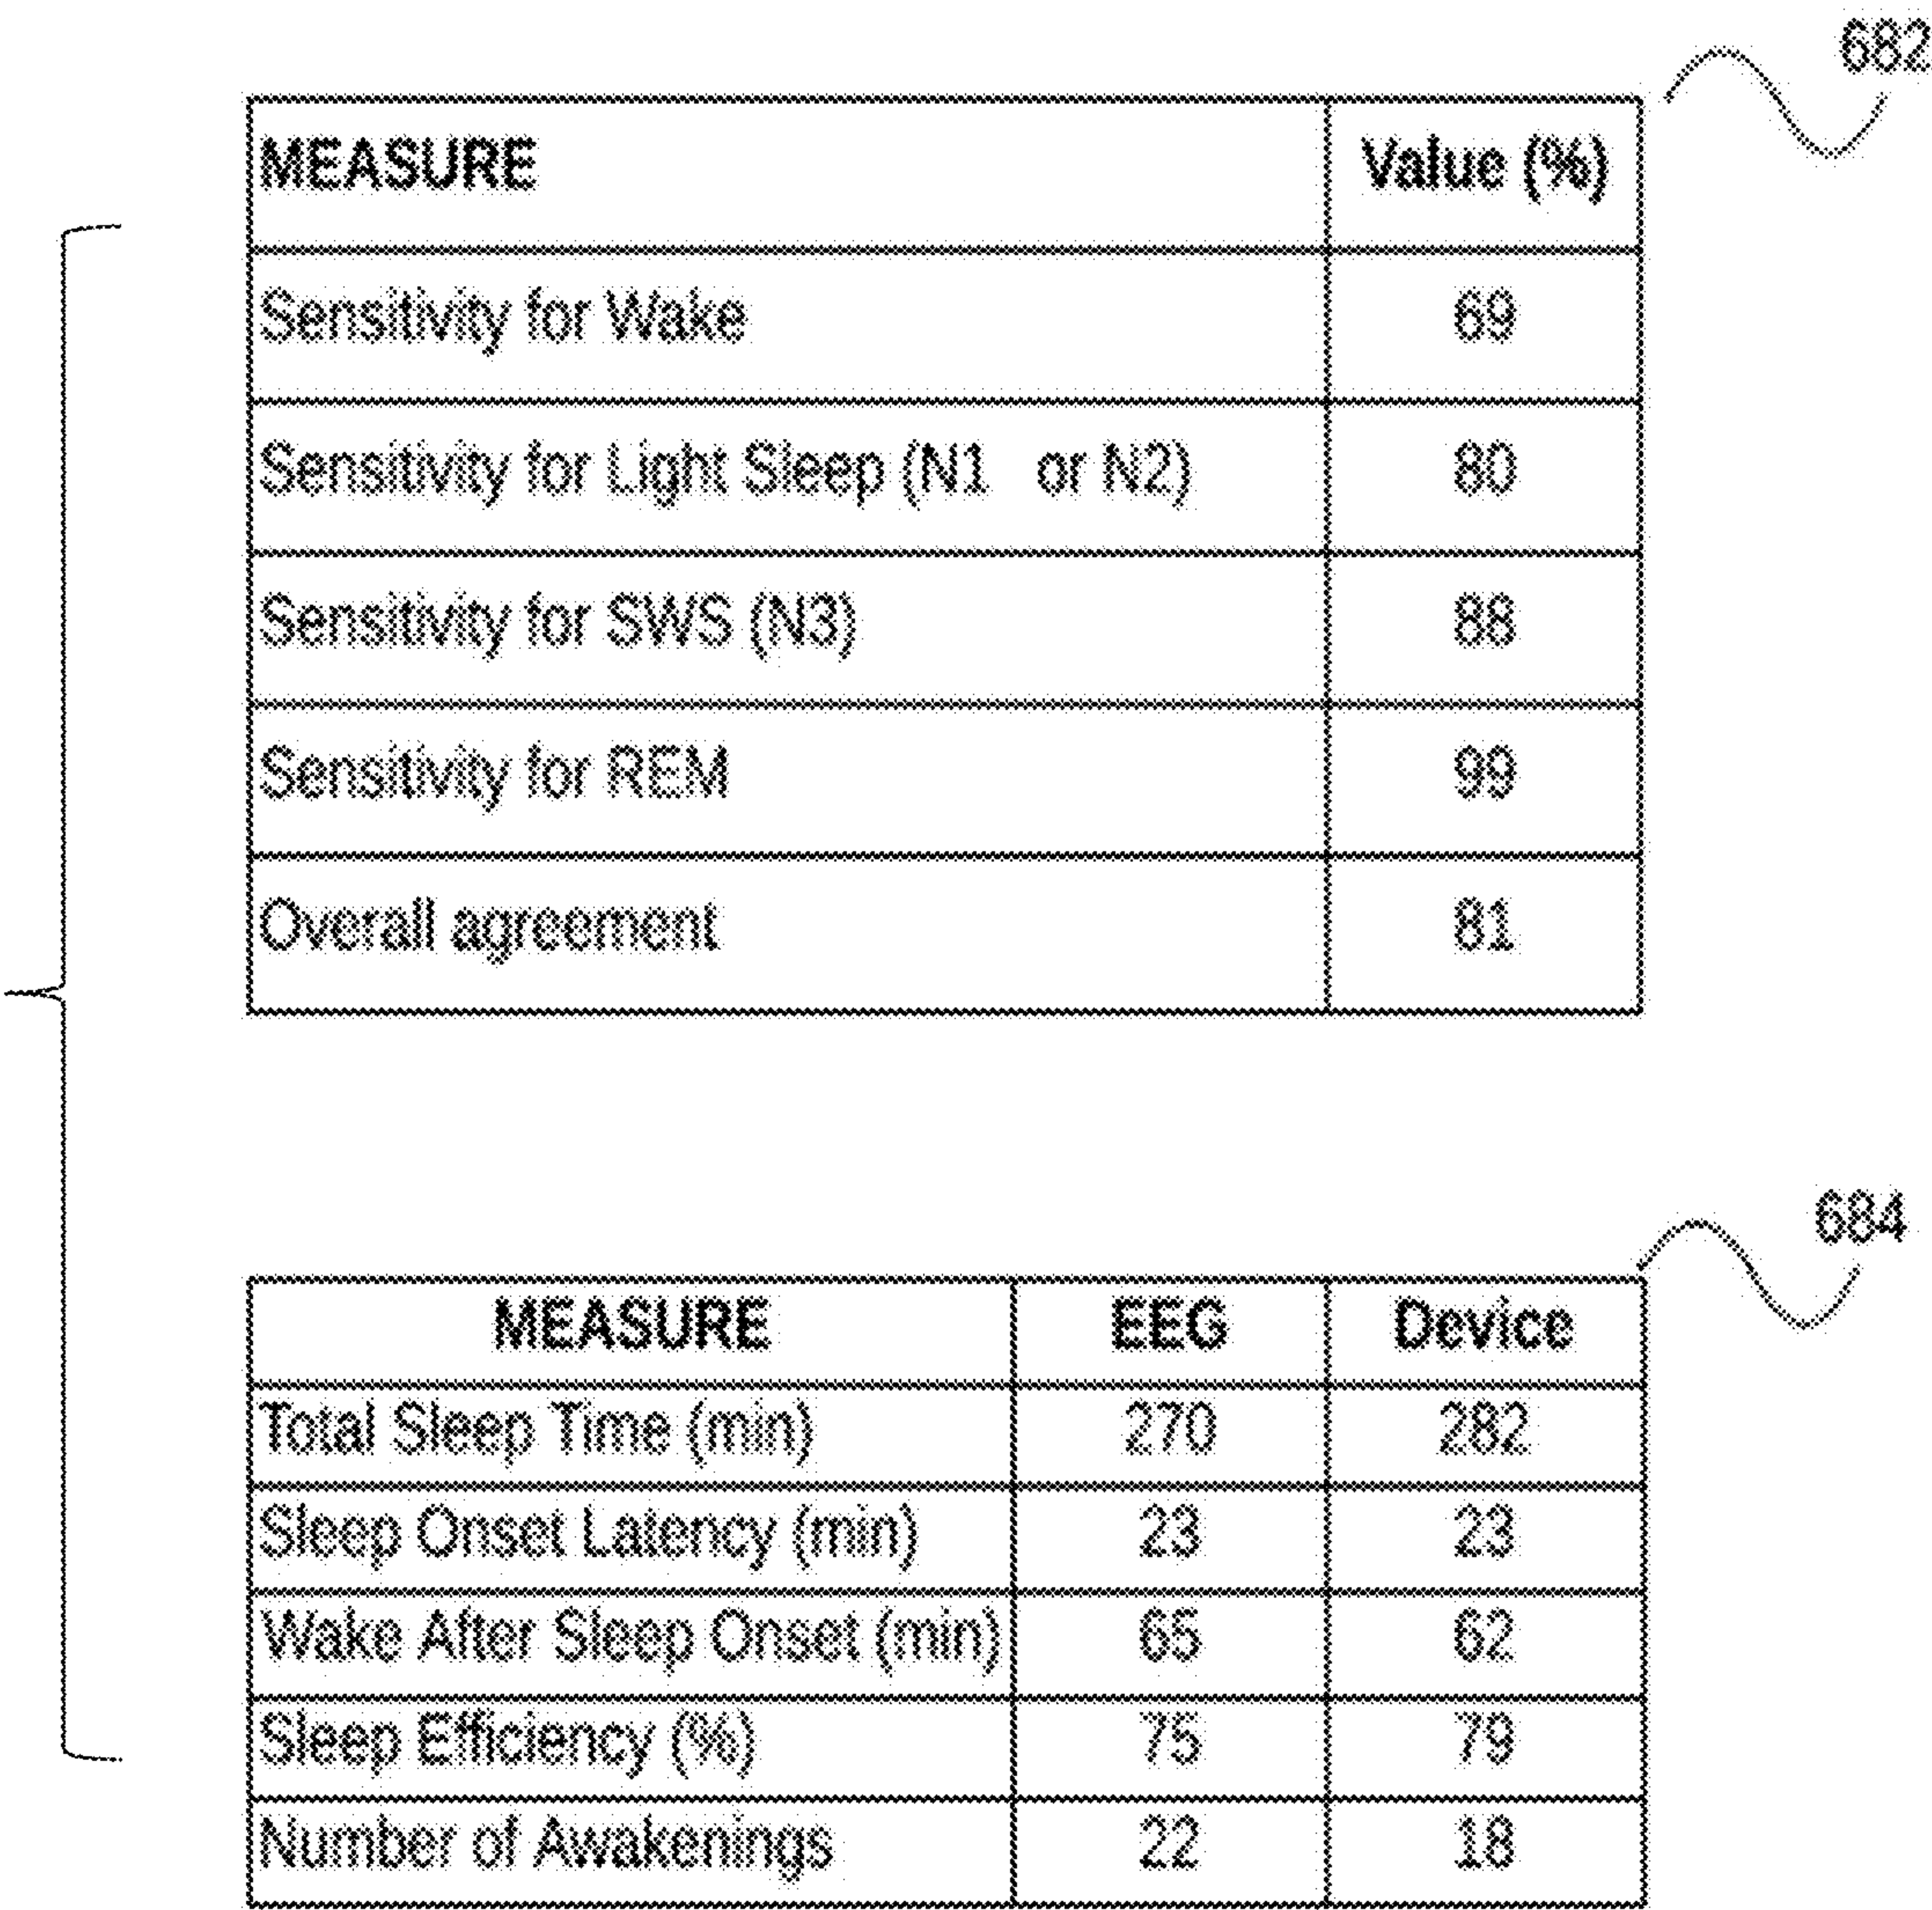 682
MEASURE Value (%)
Sensitivity for Wake 69
Sensitivity for Light Sleep (N1 or N2) 80
Sensitivity for SWS (N3) 88
Sensitivity for REM 99
Overall agreement 81
684
MEASURE EEG Device
Total Sleep Time (min) 270 282
Sleep Onset Latency (min) 23 23
Wake After Sleep Onset (min) 65 62
Sleep Efficiency (%) 75 79
Number of Awakenings 22 18